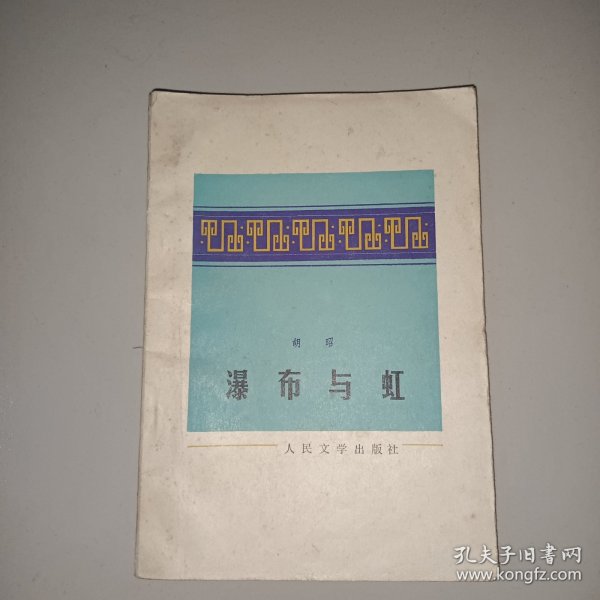 胡 昭
瀑布与虹
人民文学出版社
孔夫子旧书网
www.kongfz.com